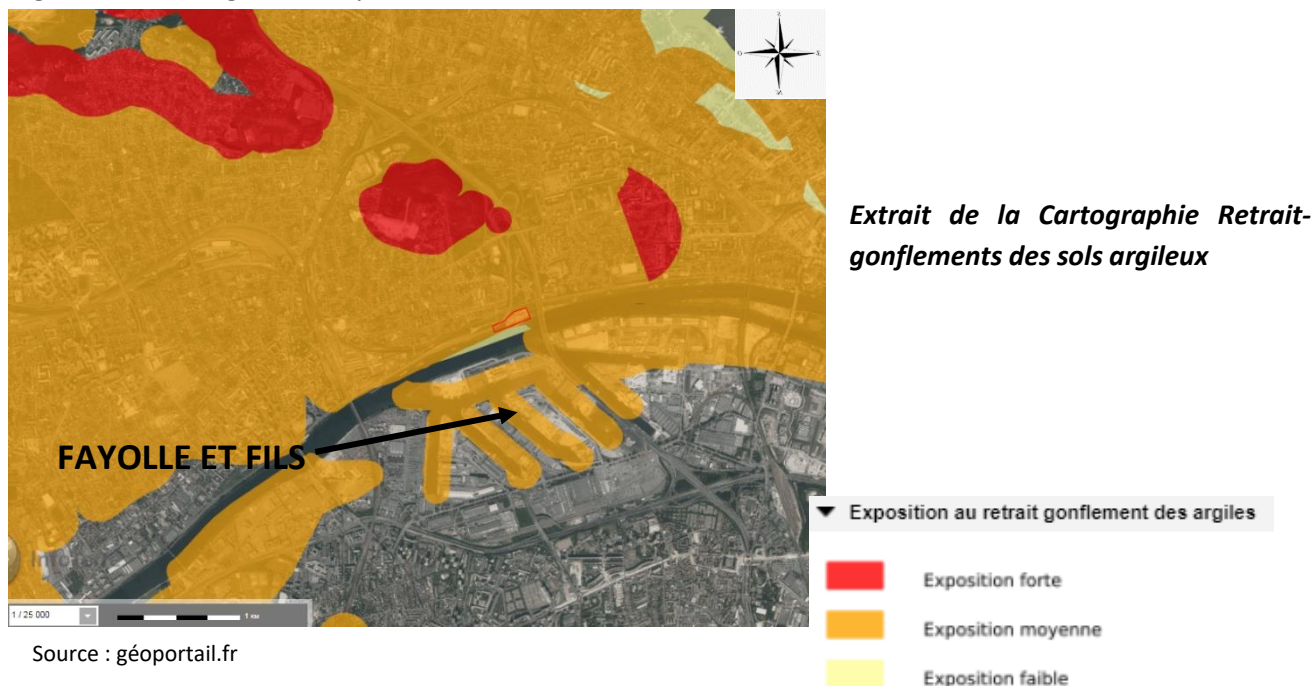 Extrait de la Cartographie Retrait-
gonflements des sols argileux
FAYOLLE ET FILS
1 / 25 000
1 KM
Source : géoportail.fr
Exposition au retrait gonflement des argiles
Exposition forte
Exposition moyenne
Exposition faible